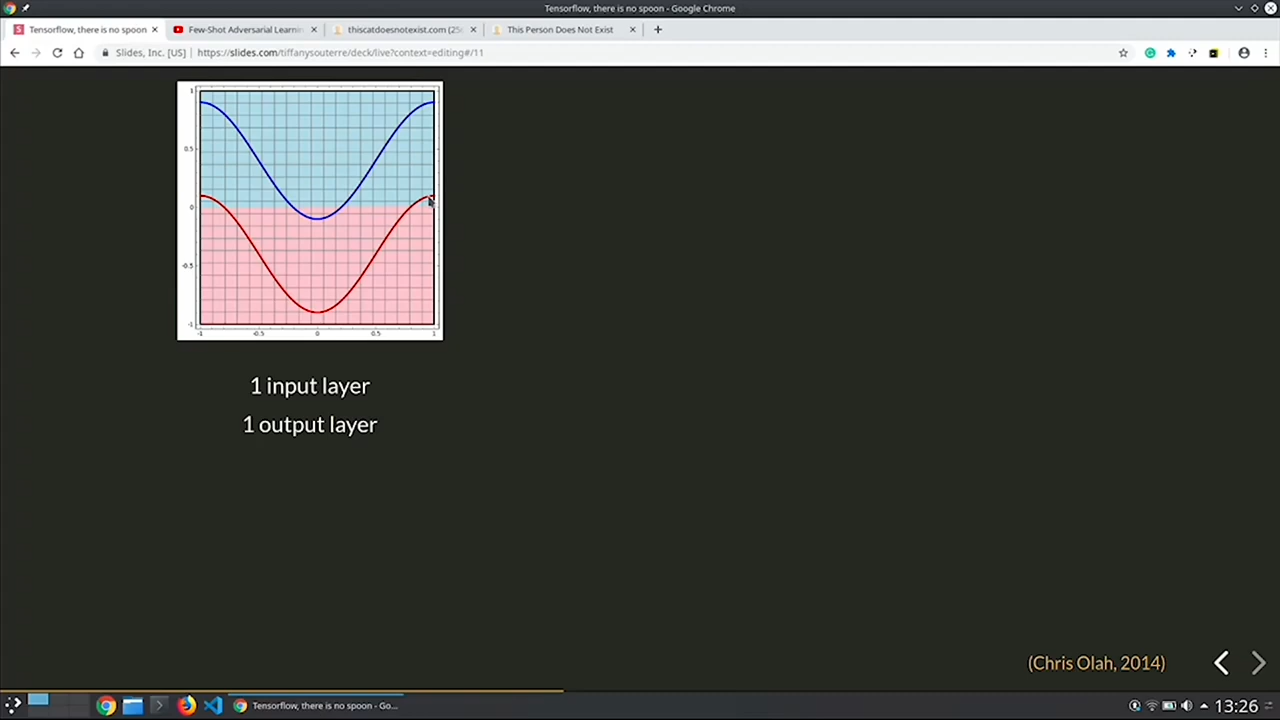 Tensorflow, there is no spoon - Google Chrome
Tensorflow, there is no spoon
Few-Shot Adversarial Learnin
thiscatdoesnotexist.com (256
This Person Does Not Exist
Slides, Inc. [US]
https://slides.com/tiffanysouterre/deck/live?context=editing#/11
1
0.5
0
-0.5
-1
-1 -0.5 0 0.5 1
1 input layer
1 output layer
(Chris Olah, 2014)
Tensorflow, there is no spoon - Go...
13:26